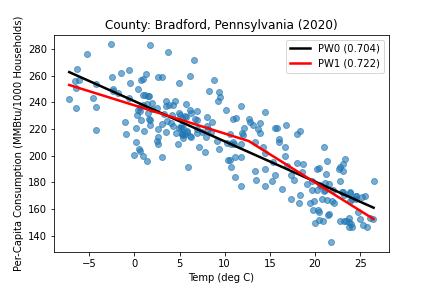 County: Bradford, Pennsylvania (2020)
PW0 (0.704)
PW1 (0.722)
Per-Capita Consumption (MMBtu/1000 Households)
280
260
240
220
200
180
160
140
−5 0 5 10 15 20 25
Temp (deg C)